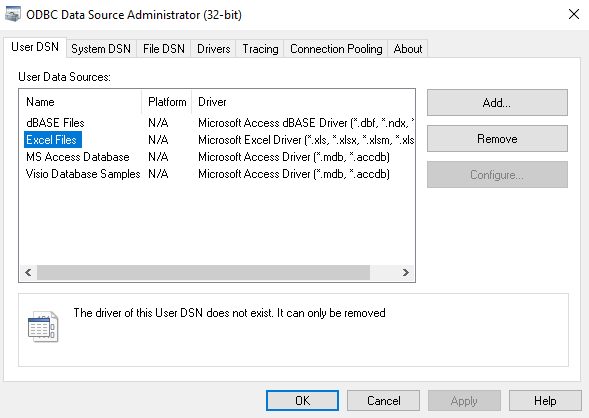 ODBC Data Source Administrator (32-bit)
User DSN System DSN File DSN Drivers Tracing Connection Pooling About
User Data Sources:
Name Platform Driver
dBASE Files N/A Microsoft Access dBASE Driver (*.dbf, *.ndx, *
Excel Files N/A Microsoft Excel Driver (*.xls, *.xlsx, *.xlsm, *.xls
MS Access Database N/A Microsoft Access Driver (*.mdb, *.accdb)
Visio Database Samples N/A Microsoft Access Driver (*.mdb, *.accdb)
Add...
Remove
Configure...
The driver of this User DSN does not exist. It can only be removed
OK Cancel Apply Help